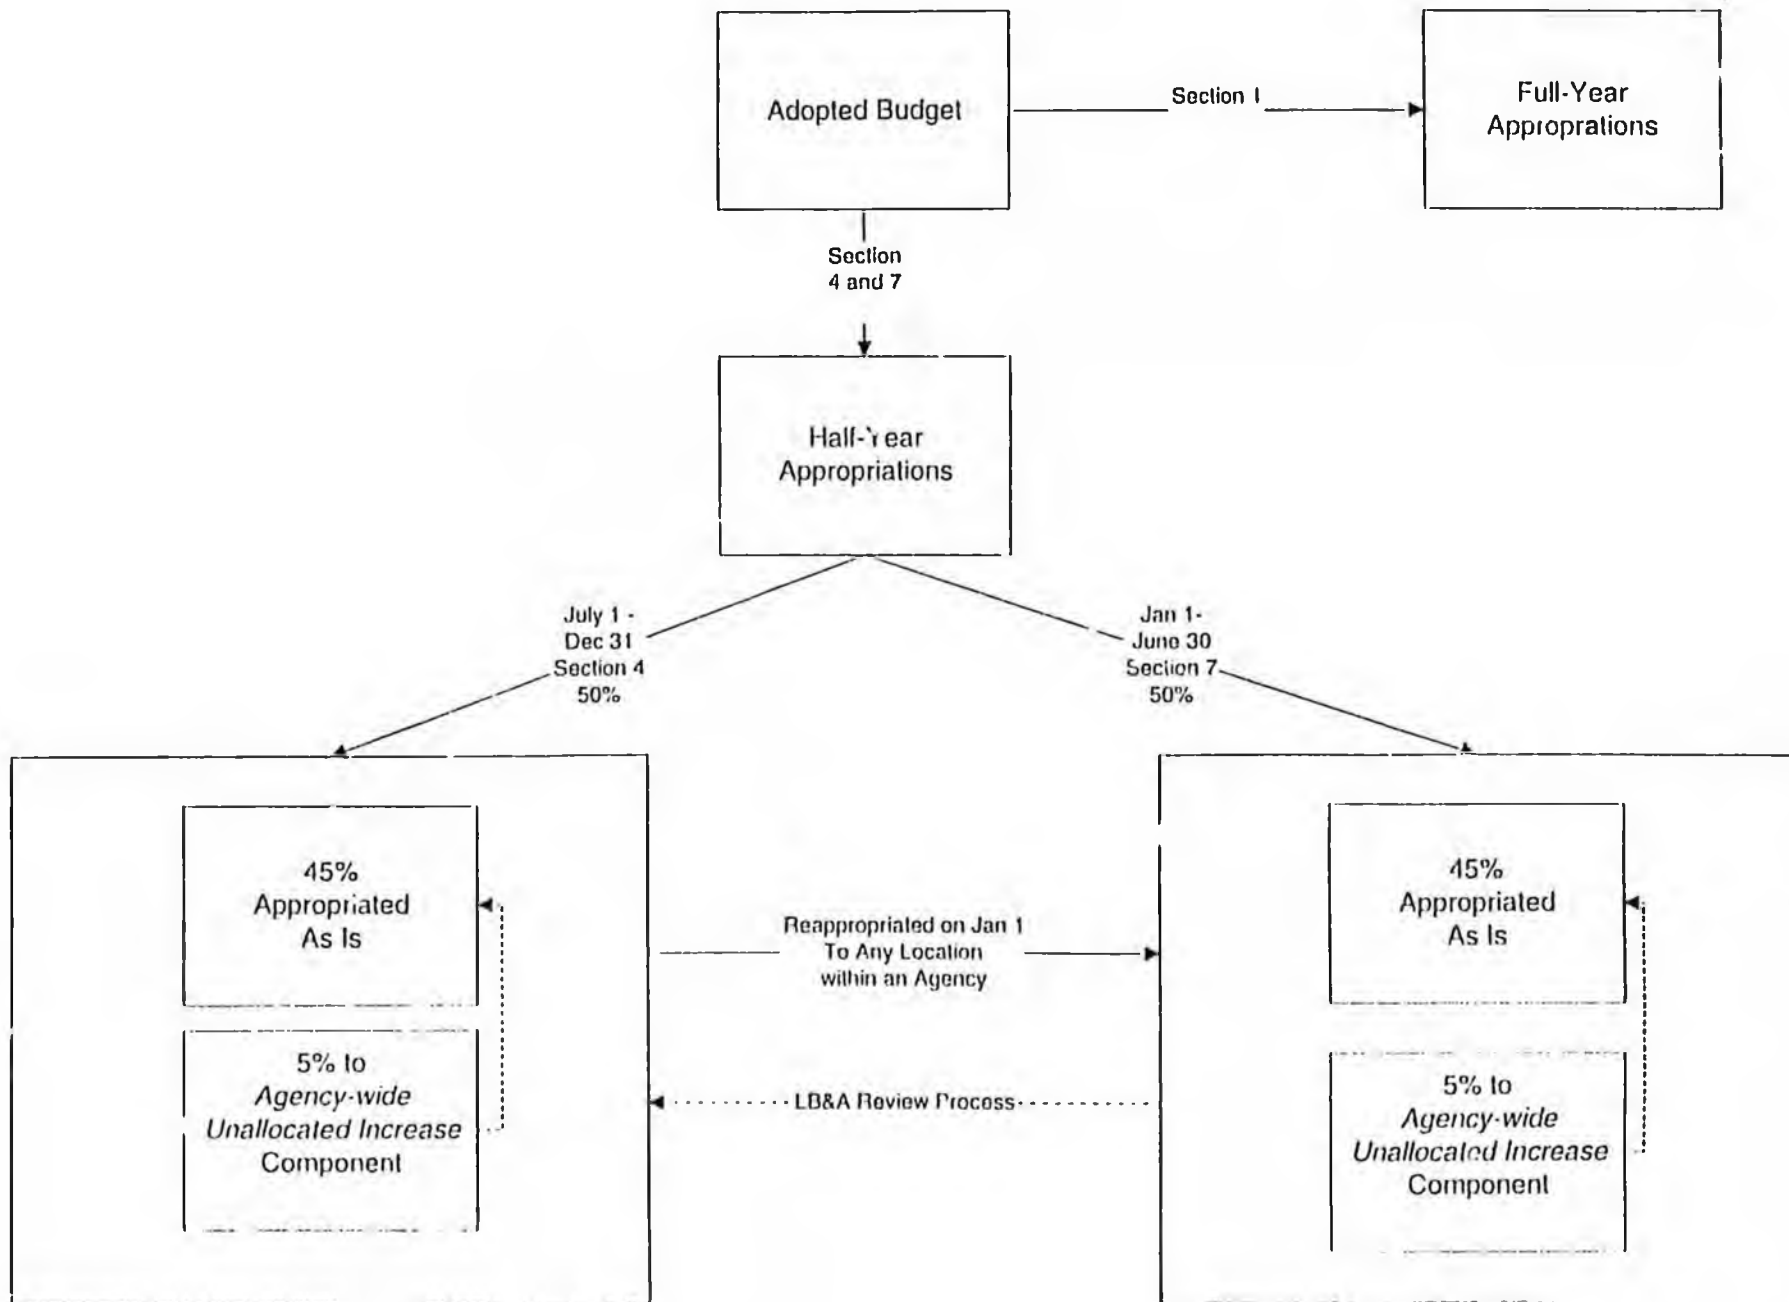 Adopted Budget
Section I
Full-Year
Approprations
Section
4 and 7
Half-Year
Appropriations
July 1 -
Dec 31
Section 4
50%
Jan 1-
June 30
Section 7
50%
45%
Appropriated
As Is
5% to
Agency-wide
Unallocated Increase
Component
Reappropriated on Jan 1
To Any Location
within an Agency
LB&A Review Process
45%
Appropriated
As Is
5% to
Agency-wide
Unallocated Increase
Component